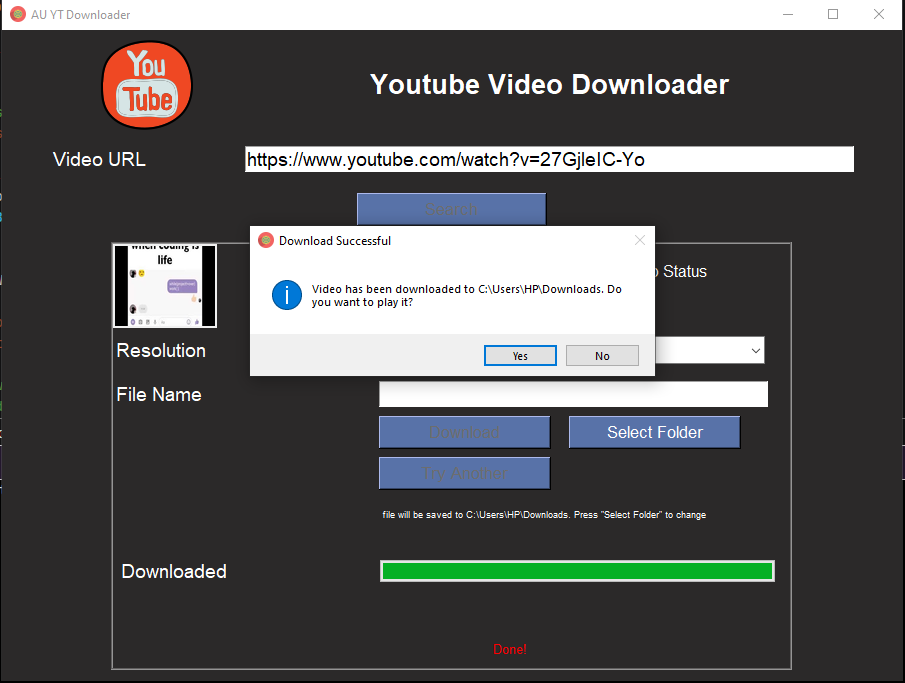 AU YT Downloader
You
Tube
Youtube Video Downloader
Video URL
https://www.youtube.com/watch?v=27GjleIC-Yo
Submit
Download Successful
Video has been downloaded to C:\Users\HP\Downloads. Do
you want to play it?
Yes
No
when coding is
life
Status
Resolution
File Name
Download
Select Folder
Try Another
file will be saved to C:\Users\HP\Downloads. Press "Select Folder" to change
Downloaded
Done!